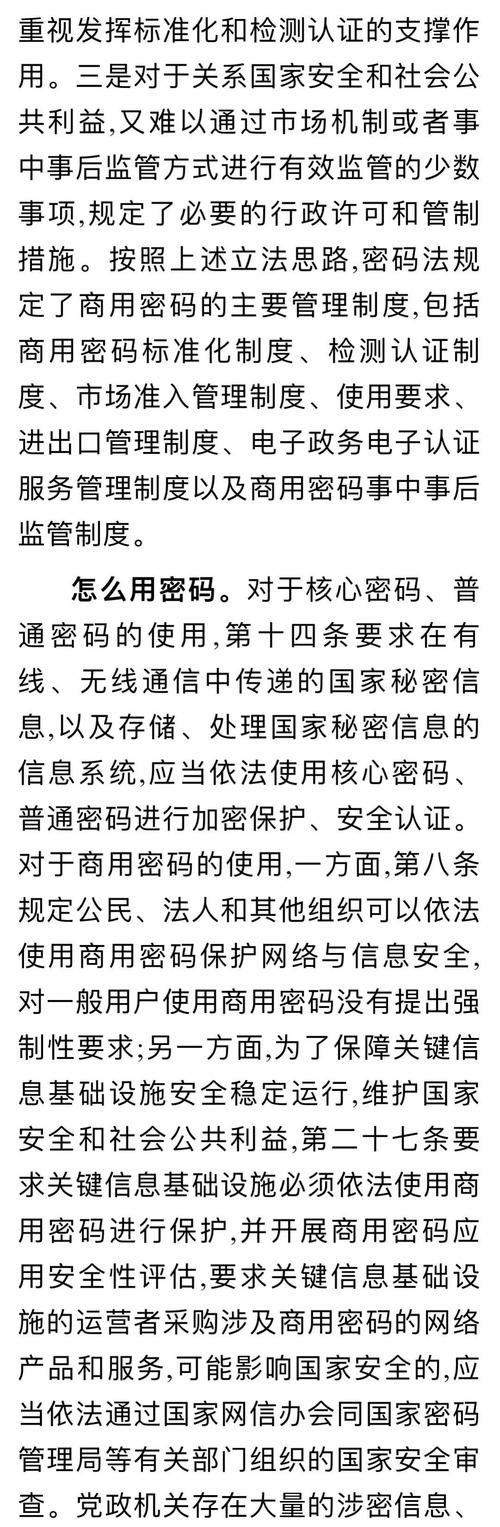 重视发挥标准化和检测认证的支撑作
用。三是对于关系国家安全和社会公
共利益,又难以通过市场机制或者事
中事后监管方式进行有效监管的少数
事项,规定了必要的行政许可和管制
措施。按照上述立法思路,密码法规
定了商用密码的主要管理制度,包括
商用密码标准化制度、检测认证制
度、市场准入管理制度、使用要求、
进出口管理制度、电子政务电子认证
服务管理制度以及商用密码事中事后
监管制度。
怎么用密码。对于核心密码、普
通密码的使用,第十四条要求在有
线、无线通信中传递的国家秘密信
息,以及存储、处理国家秘密信息的
信息系统,应当依法使用核心密码、
普通密码进行加密保护、安全认证。
对于商用密码的使用,一方面,第八条
规定公民、法人和其他组织可以依法
使用商用密码保护网络与信息安全,
对一般用户使用商用密码没有提出强
制性要求;另一方面,为了保障关键信
息基础设施安全稳定运行,维护国家
安全和社会公共利益,第二十七条要
求关键信息基础设施必须依法使用商
用密码进行保护,并开展商用密码应
用安全性评估,要求关键信息基础设
施的运营者采购涉及商用密码的网络
产品和服务,可能影响国家安全的,应
当依法通过国家网信办会同国家密码
管理局等有关部门组织的国家安全审
查。党政机关存在大量的涉密信息、